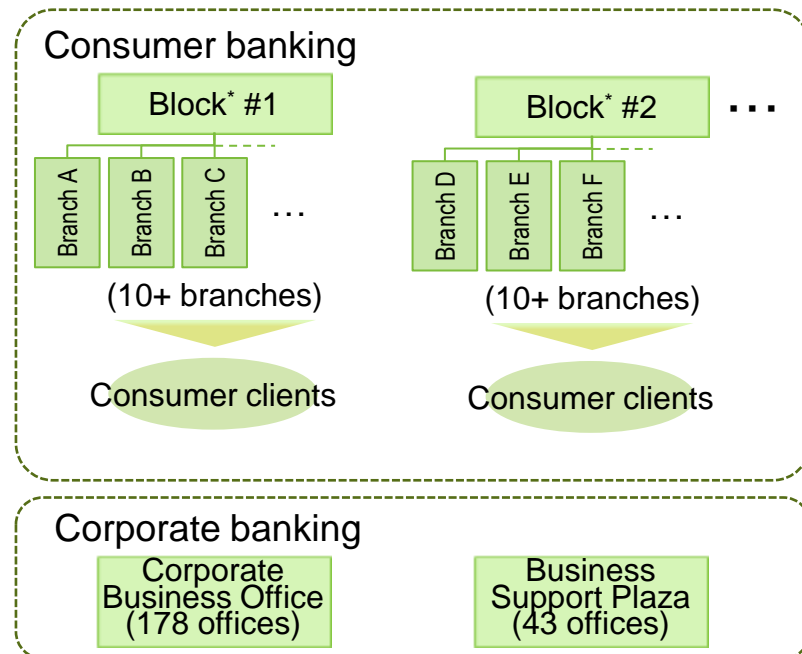 Consumer banking
Block* #1
Block* #2
...
Branch A
Branch B
Branch C
...
Branch D
Branch E
Branch F
...
(10+ branches)
(10+ branches)
Consumer clients
Consumer clients
Corporate banking
Corporate
Business Office
(178 offices)
Business
Support Plaza
(43 offices)